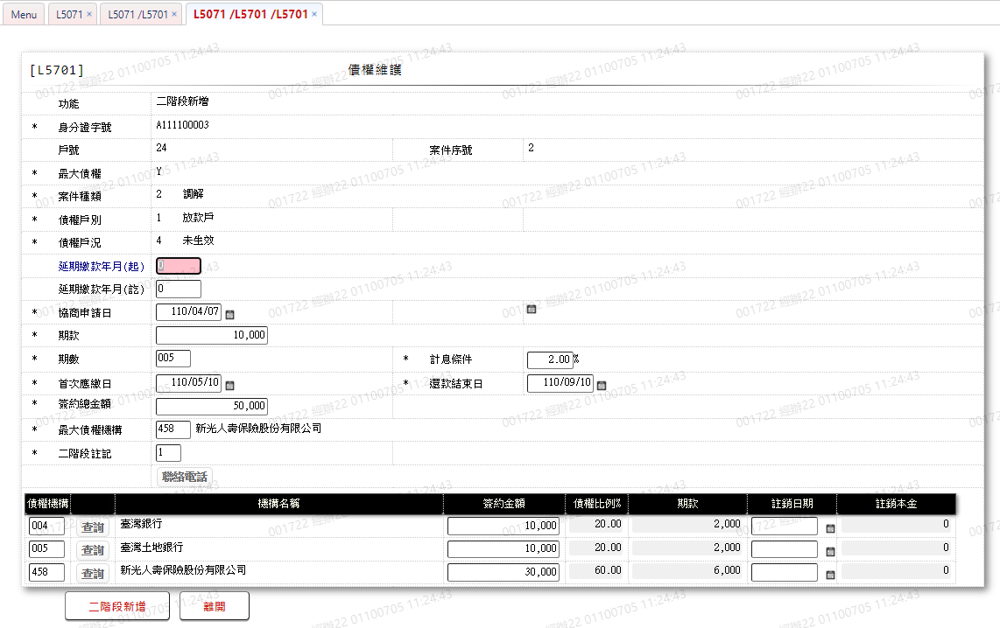 Menu L5071 × L5071 /L5701 × L5071 /L5701 /L5701 ×
[L5701] 債權維護
功能 二階段新增
* 身分證字號 A111100003
戶號 24 案件序號 2
* 最大債權 Y
* 案件種類 2 調解
* 債權戶別 1 放款戶
* 債權戶況 4 未生效
延期繳款年月(起) 0
延期繳款年月(訖) 0
* 協商申請日 110/04/07
* 期款 10,000
* 期數 005 * 計息條件 2.00 %
* 首次應繳日 110/05/10 * 還款結束日 110/09/10
* 簽約總金額 50,000
* 最大債權機構 458 新光人壽保險股份有限公司
* 二階段註記 1
聯絡電話
債權機構 機構名稱 簽約金額 債權比例% 期款 註銷日期 註銷本金
004 查詢 臺灣銀行 10,000 20.00 2,000 0
005 查詢 臺灣土地銀行 10,000 20.00 2,000 0
458 查詢 新光人壽保險股份有限公司 30,000 60.00 6,000 0
二階段新增 離開
001722 經辦22 01100705 11:24:43